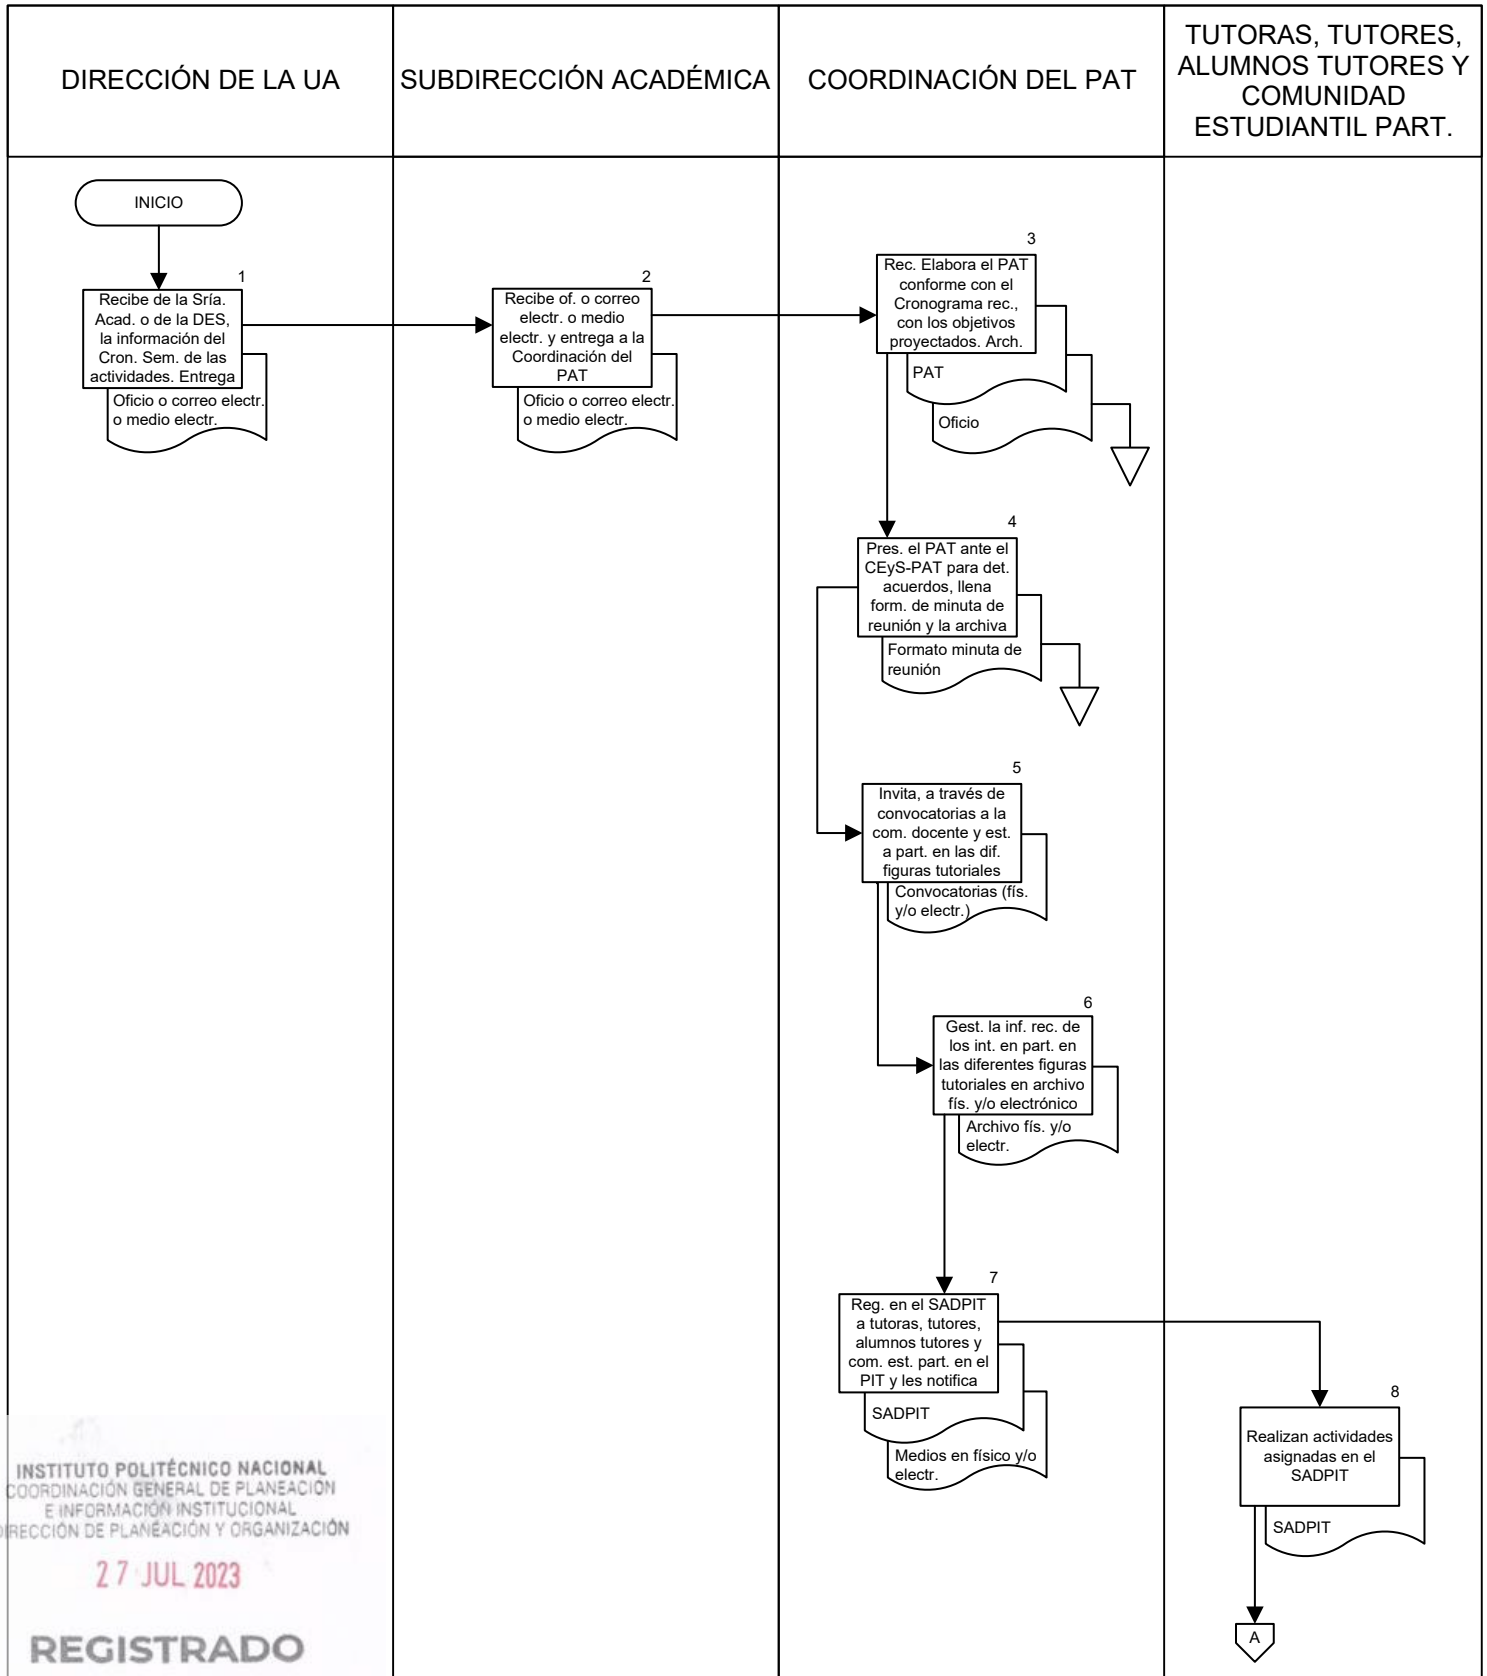 DIRECCIÓN DE LA UA
SUBDIRECCIÓN ACADÉMICA
COORDINACIÓN DEL PAT
TUTORAS, TUTORES,
ALUMNOS TUTORES Y
COMUNIDAD
ESTUDIANTIL PART.
INICIO
1
Recibe de la Sría.
Acad. o de la DES,
la información del
Cron. Sem. de las
actividades. Entrega
Oficio o correo electr.
o medio electr.
2
Recibe of. o correo
electr. o medio
electr. y entrega a la
Coordinación del
PAT
Oficio o correo electr.
o medio electr.
3
Rec. Elabora el PAT
conforme con el
Cronograma rec.,
con los objetivos
proyectados. Arch.
PAT
Oficio
4
Pres. el PAT ante el
CEyS-PAT para det.
acuerdos, llena
form. de minuta de
reunión y la archiva
Formato minuta de
reunión
5
Invita, a través de
convocatorias a la
com. docente y est.
a part. en las dif.
figuras tutoriales
Convocatorias (fís.
y/o electr.)
6
Gest. la inf. rec. de
los int. en part. en
las diferentes figuras
tutoriales en archivo
fís. y/o electrónico
Archivo fís. y/o
electr.
7
Reg. en el SADPIT
a tutoras, tutores,
alumnos tutores y
com. est. part. en el
PIT y les notifica
SADPIT
Medios en físico y/o
electr.
8
Realizan actividades
asignadas en el
SADPIT
SADPIT
A
INSTITUTO POLITÉCNICO NACIONAL
COORDINACIÓN GENERAL DE PLANEACIÓN
E INFORMACIÓN INSTITUCIONAL
DIRECCIÓN DE PLANEACIÓN Y ORGANIZACIÓN
27 JUL 2023
REGISTRADO